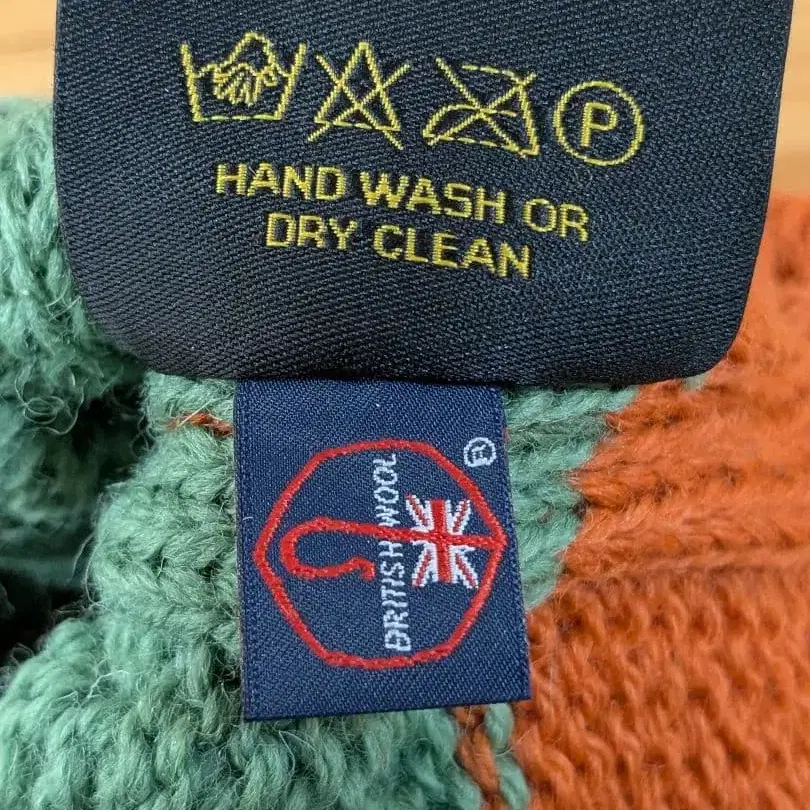 P
HAND WASH OR
DRY CLEAN
BRITISH WOOL
®